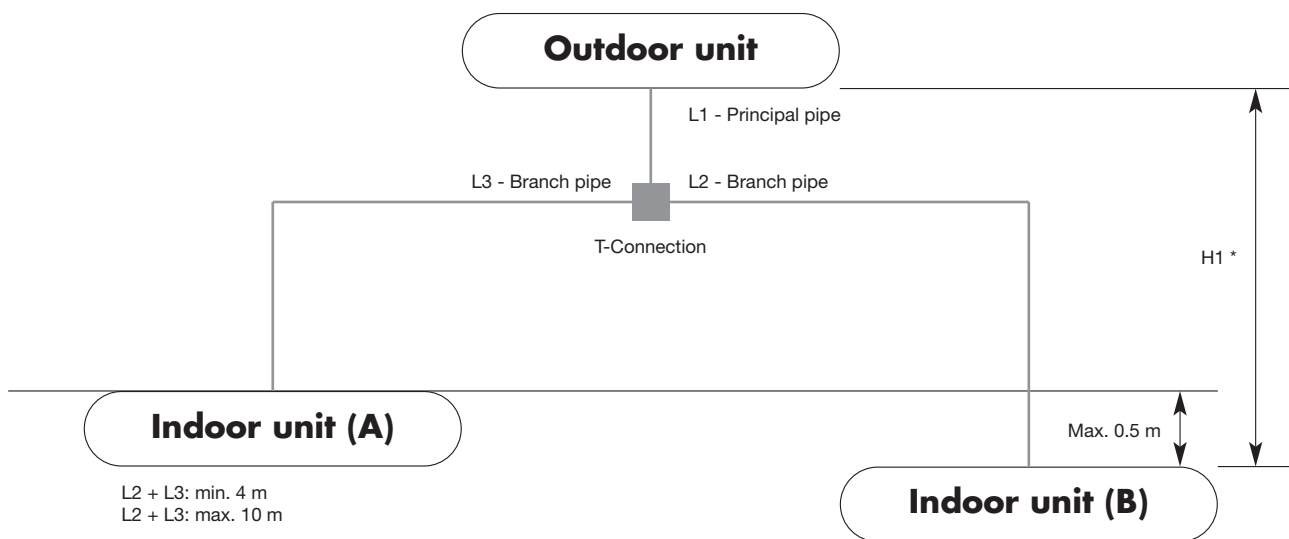 Outdoor unit
L1 - Principal pipe
L3 - Branch pipe
L2 - Branch pipe
T-Connection
H1 *
Indoor unit (A)
Max. 0.5 m
L2 + L3: min. 4 m
L2 + L3: max. 10 m
Indoor unit (B)